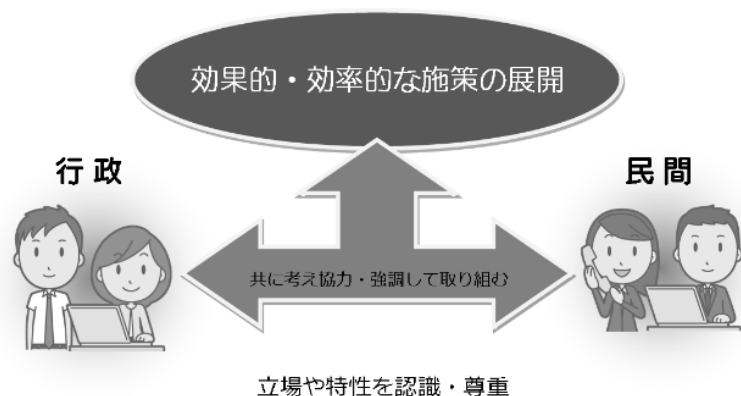 効果的・効率的な施策の展開
行政
民間
共に考え協力・強調して取り組む
立場や特性を認識・尊重